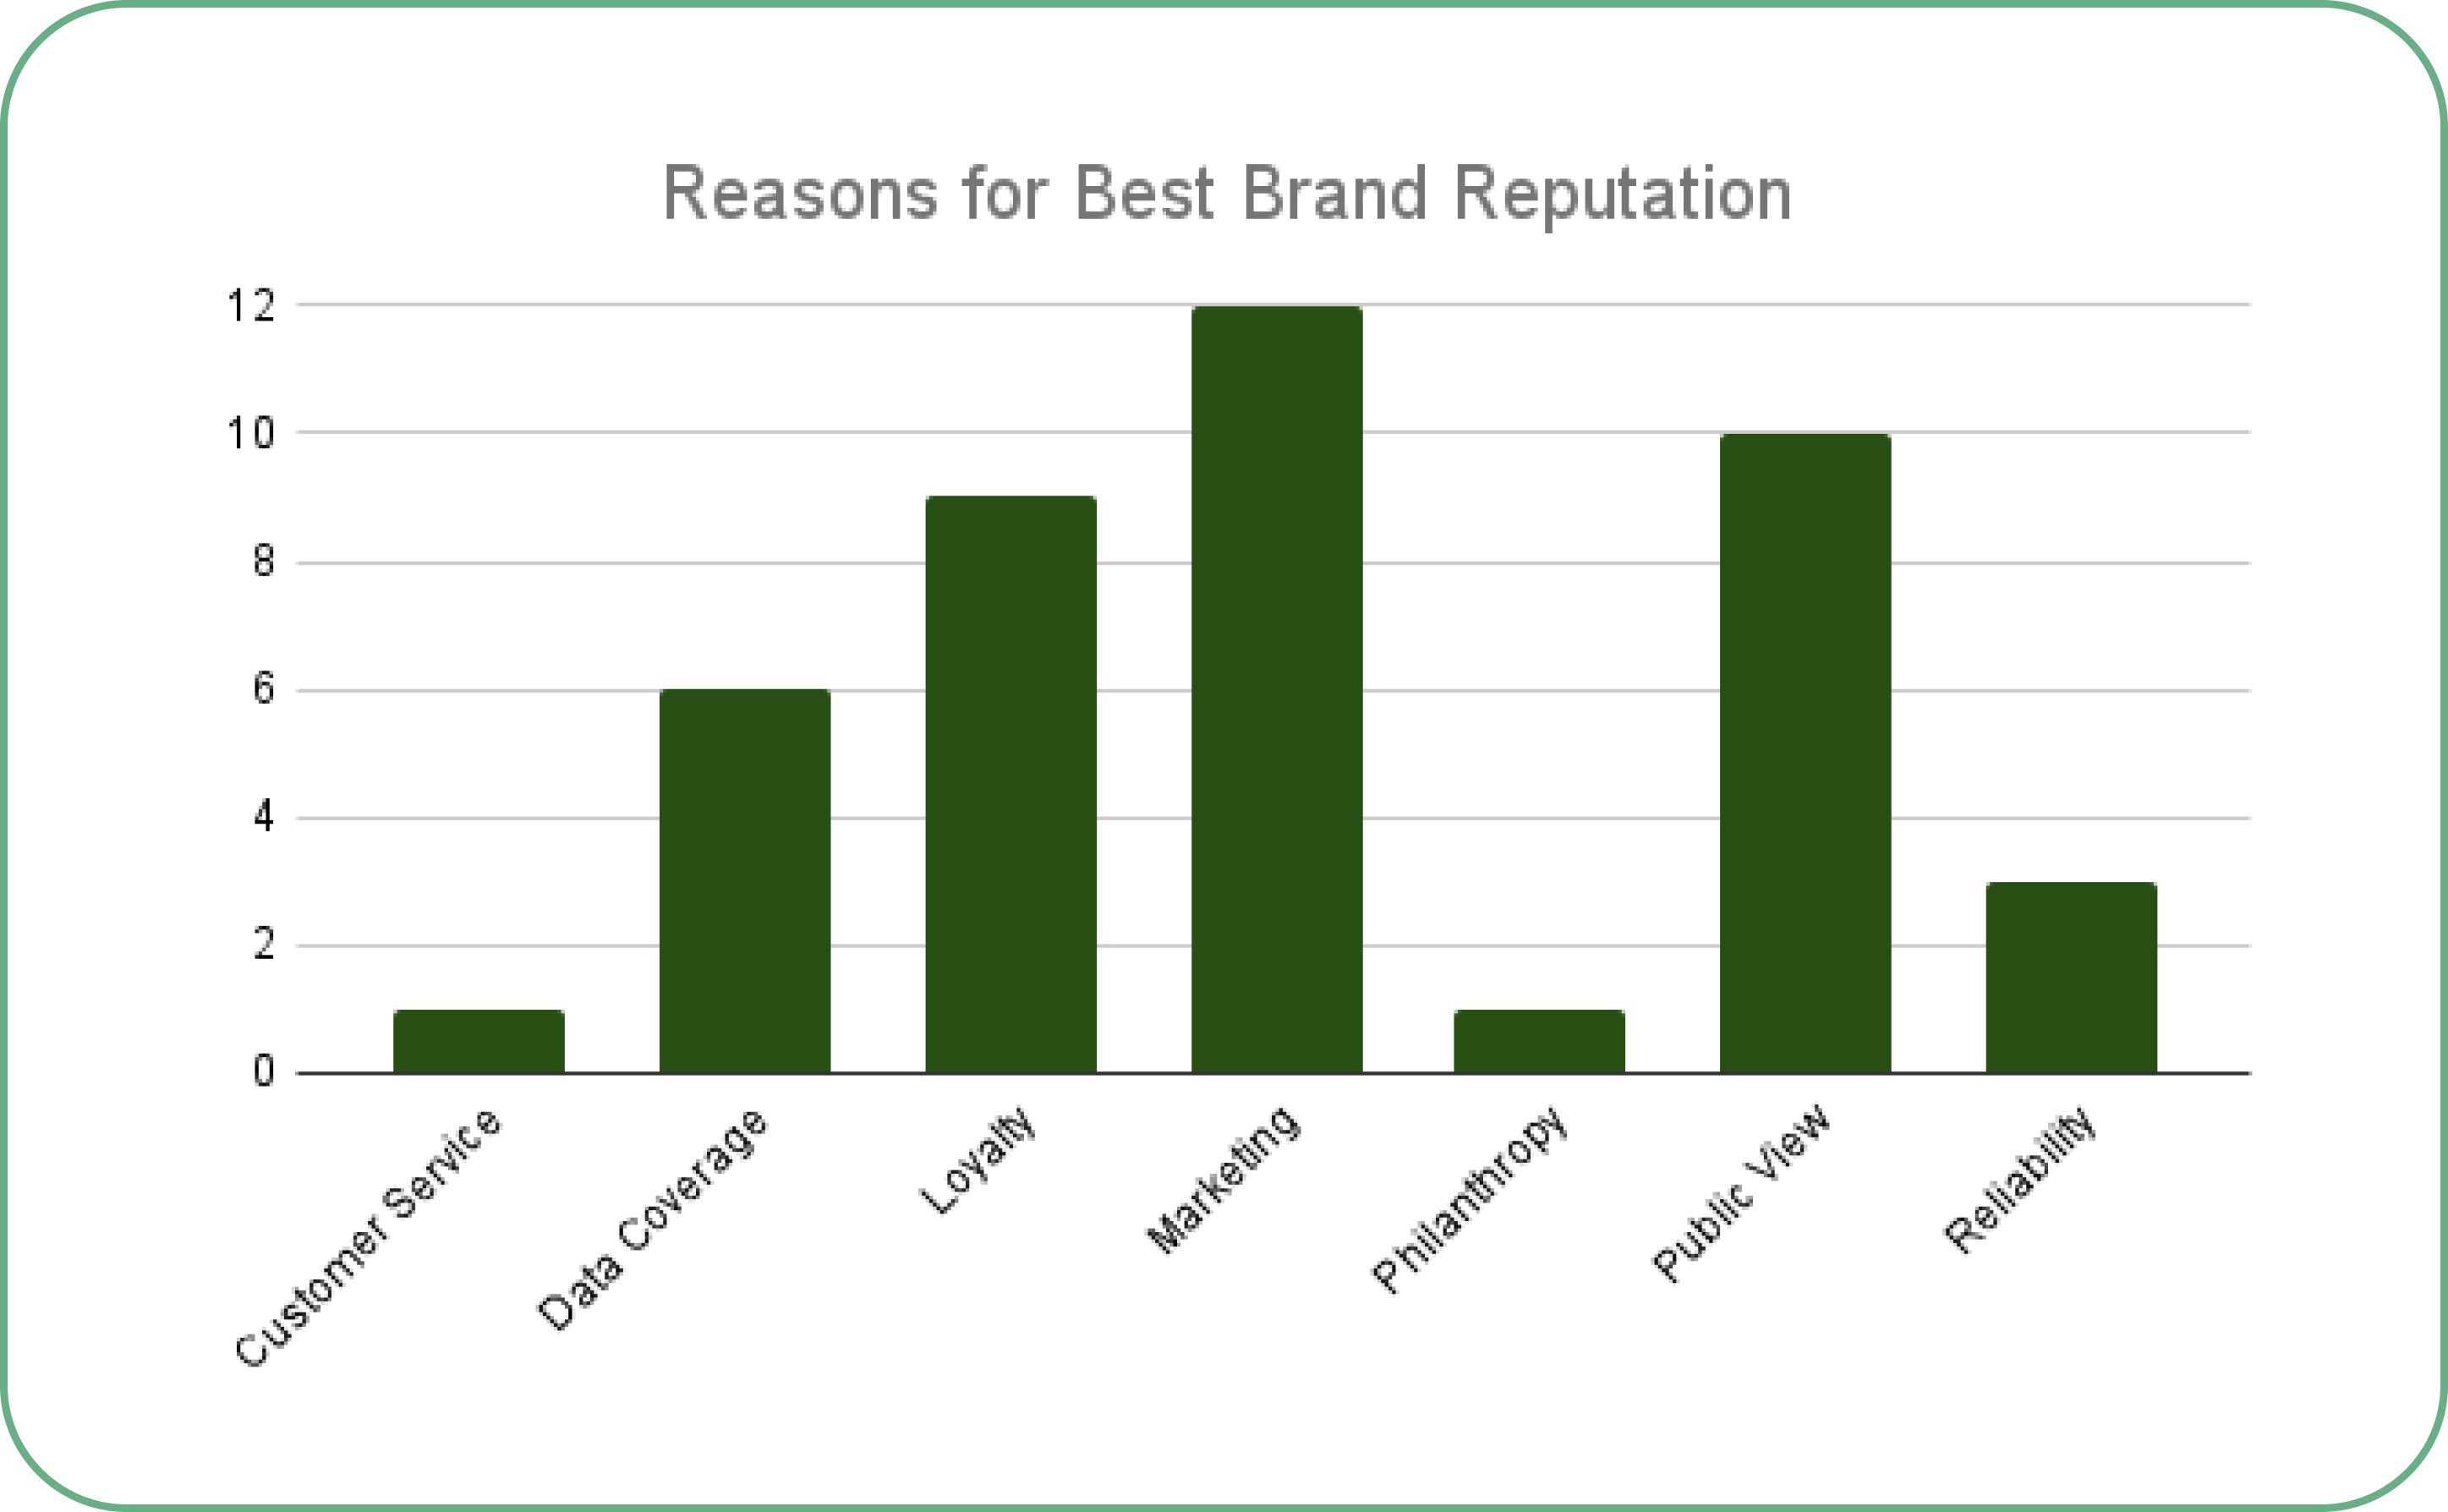 Reasons for Best Brand Reputation
12
10
8
6
4
2
0
Customer Service
Data Coverage
Loyalty
Marketing
Philanthropy
Public View
Reliability